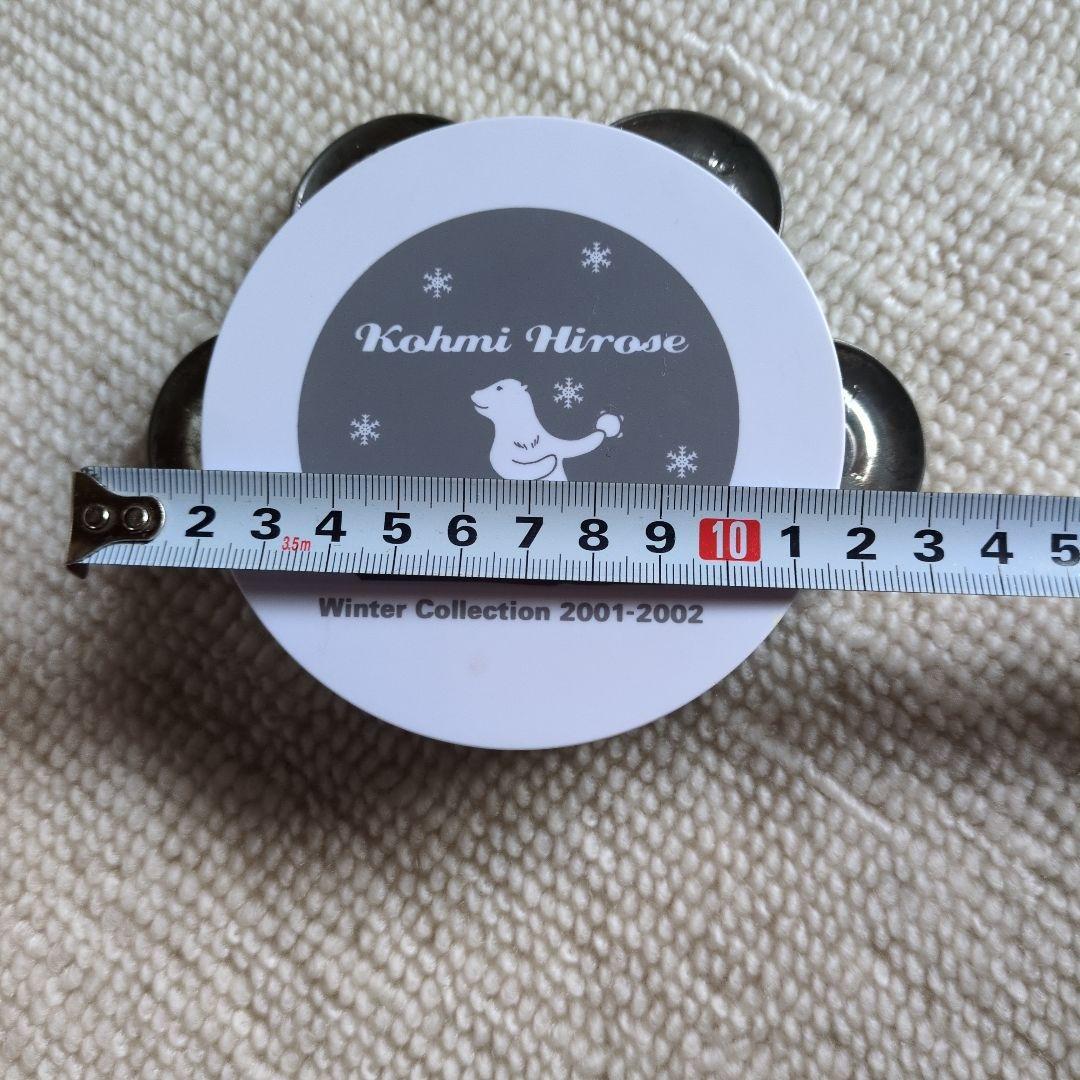 Kohmi Hirose
2 3 4 5 6 7 8 9 10 1 2 3 4 5
3.5m
Winter Collection 2001-2002